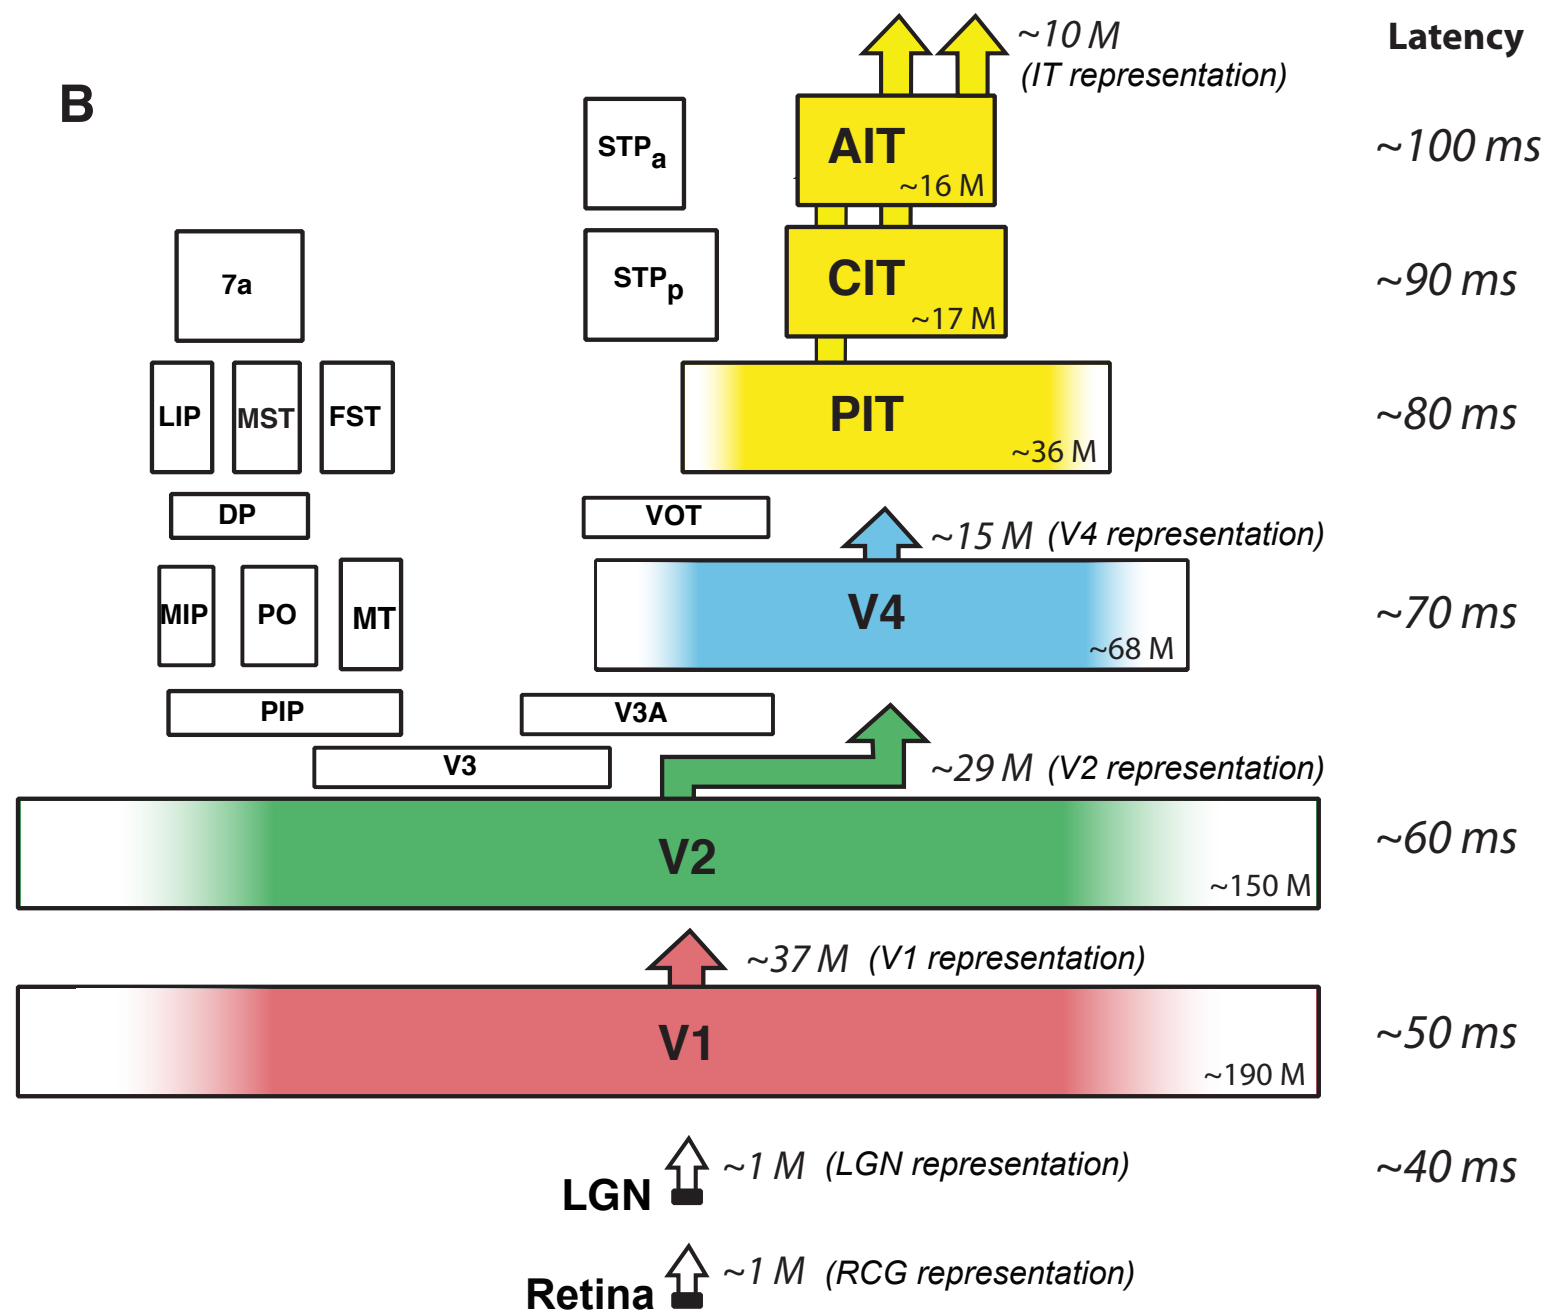 B
Latency
~10 M
(IT representation)
STPa
AIT
~16 M
~100 ms
7a
STPp
CIT
~17 M
~90 ms
LIP
MST
FST
PIT
~36 M
~80 ms
DP
VOT
~15 M (V4 representation)
MIP
PO
MT
V4
~68 M
~70 ms
PIP
V3A
V3
~29 M (V2 representation)
V2
~150 M
~60 ms
~37 M (V1 representation)
V1
~190 M
~50 ms
LGN
~1 M (LGN representation)
~40 ms
Retina
~1 M (RCG representation)